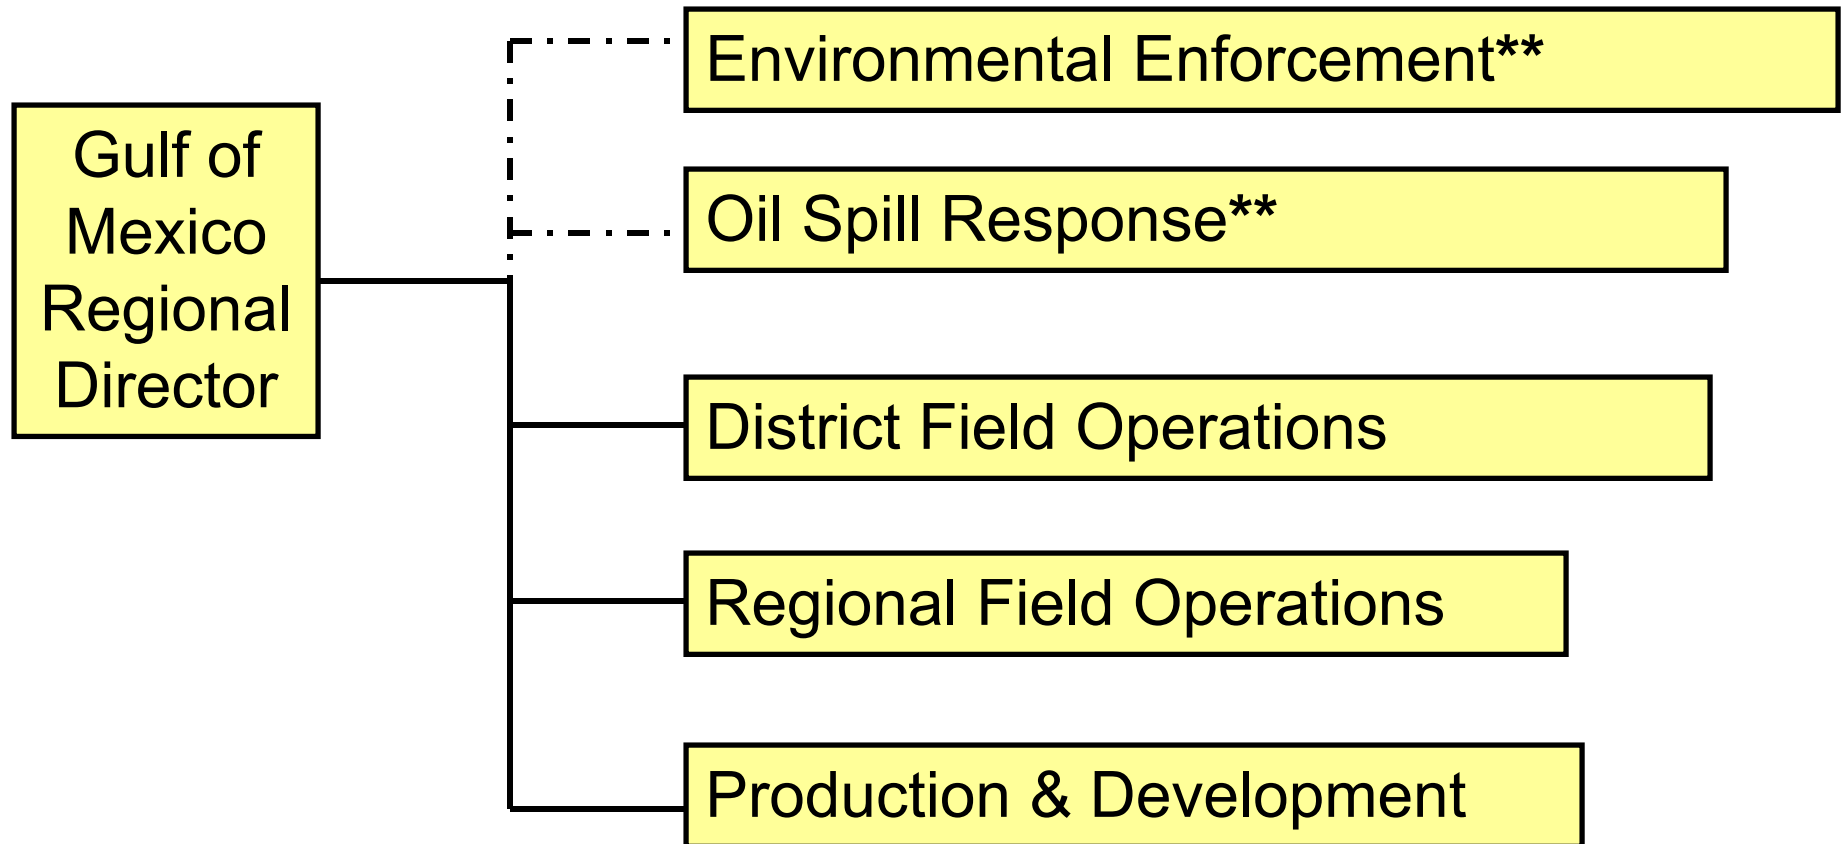 Environmental Enforcement**
Gulf of
Mexico
Regional
Director
Oil Spill Response**
District Field Operations
Regional Field Operations
Production & Development